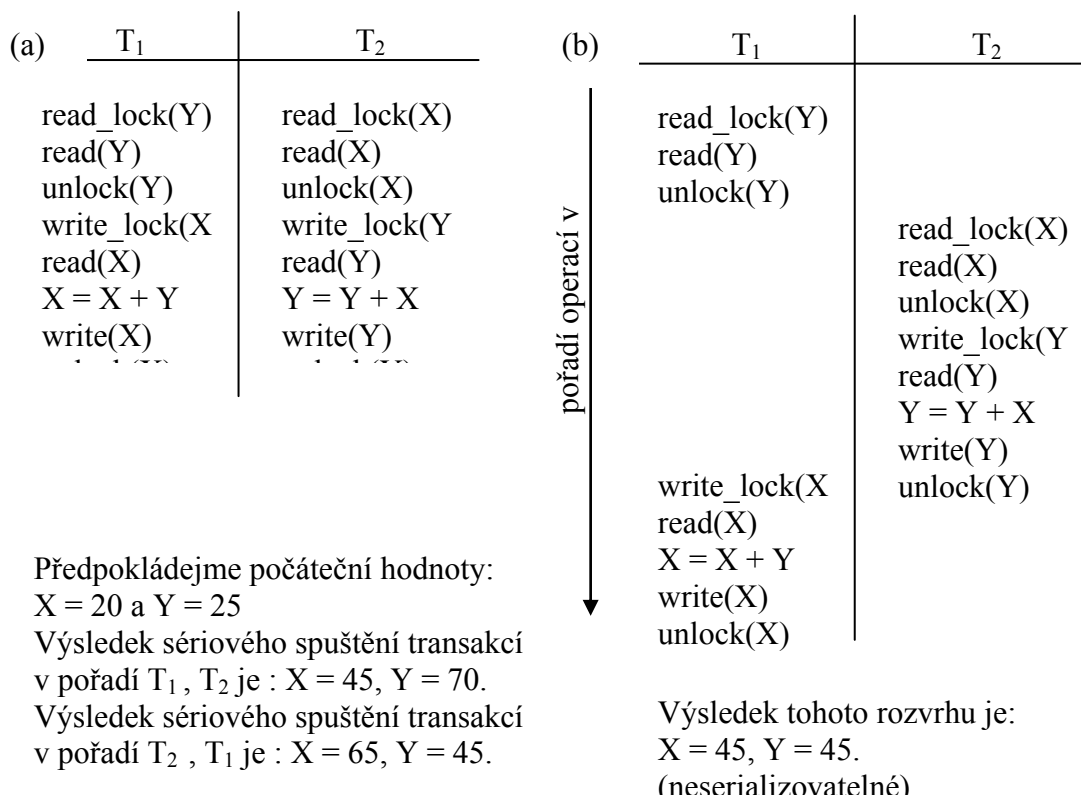 (a) T1 T2
read_lock(Y) read_lock(X)
read(Y) read(X)
unlock(Y) unlock(X)
write_lock(X write_lock(Y
read(X) read(Y)
X = X + Y Y = Y + X
write(X) write(Y)
Předpokládejme počáteční hodnoty:
X = 20 a Y = 25
Výsledek sériového spuštění transakcí
v pořadí T1 , T2 je : X = 45, Y = 70.
Výsledek sériového spuštění transakcí
v pořadí T2 , T1 je : X = 65, Y = 45.
(b) T1 T2
pořadí operací v
read_lock(Y)
read(Y)
unlock(Y)
read_lock(X)
read(X)
unlock(X)
write_lock(Y
read(Y)
Y = Y + X
write(Y)
write_lock(X unlock(Y)
read(X)
X = X + Y
write(X)
unlock(X)
Výsledek tohoto rozvrhu je:
X = 45, Y = 45.
(neserializovatelné)